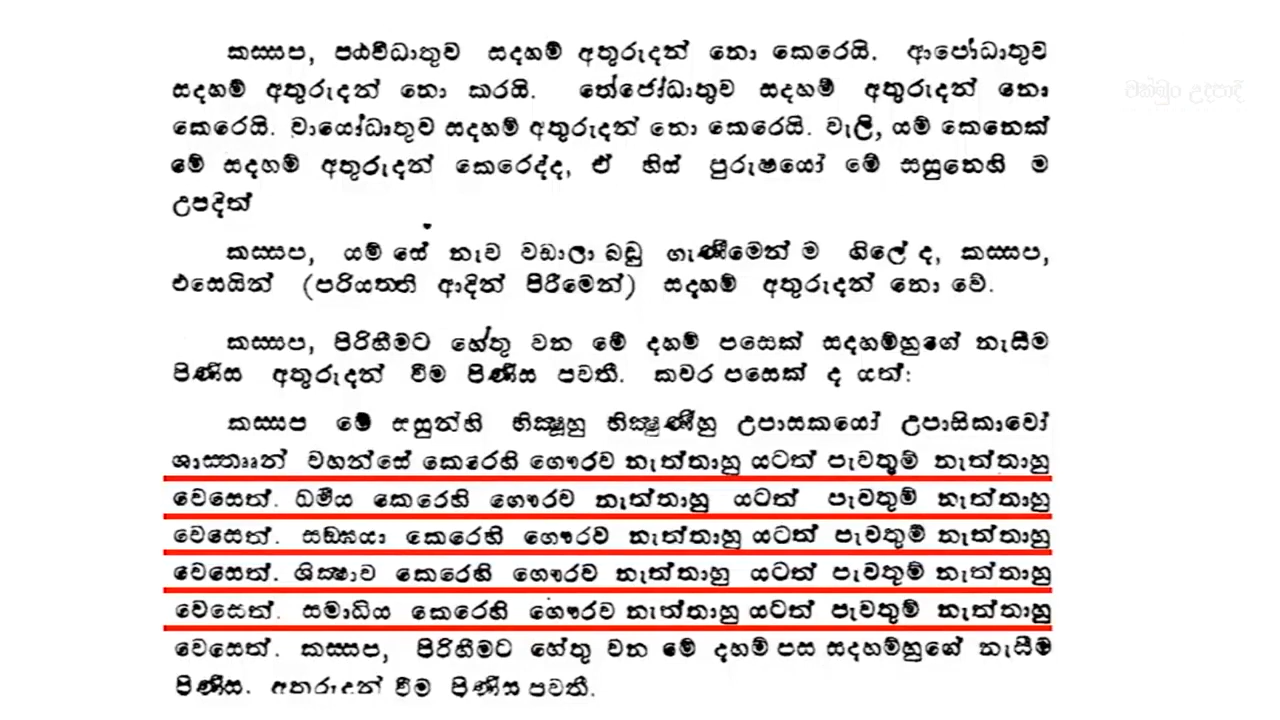 කස්සප, පඨවිධාතුව සදහම් අතුරුදන් නො කෙරෙයි. ආපෝධාතුව
සදහම් අතුරුදන් නො කරයි. තේජෝධාතුව සදහම් අතුරුදන් නො
කෙරෙයි. වායෝධාතුව සදහම් අතුරුදන් නො කෙරෙයි. වැලි, යම් කෙනෙක්
මේ සදහම් අතුරුදන් කෙරෙද්ද, ඒ හිස් පුරුෂයෝ මේ සසුනෙහි ම
උපදිත්
කස්සප, යම් සේ නැව වඩාලා බඩු ගැණීමෙන් ම ගිලේ ද, කස්සප,
එසෙයින් (පරියත්ති ආදින් පිරීමෙන්) සදහම් අතුරුදන් නො වේ.
කස්සප, පිරිහීමට හේතු වන මේ දහම් පසෙක් සදහම්හුගේ නැසීම
පිණිස අතුරුදන් වීම පිණිස පවතී. කවර පසෙක් ද යත්:
කස්සප මේ සසුන්හි භික්ෂූහු භික්ෂුණීහු උපාසකයෝ උපාසිකාවෝ
ශාස්තෲන් වහන්සේ කෙරෙහි ගෞරව නැත්තාහු යටත් පැවතුම් නැත්තාහු
වෙසෙත්. ධර්මය කෙරෙහි ගෞරව නැත්තාහු යටත් පැවතුම් නැත්තාහු
වෙසෙත්. සඞ්ඝයා කෙරෙහි ගෞරව නැත්තාහු යටත් පැවතුම් නැත්තාහු
වෙසෙත්. ශික්ෂාව කෙරෙහි ගෞරව නැත්තාහු යටත් පැවතුම් නැත්තාහු
වෙසෙත්. සමාධිය කෙරෙහි ගෞරව නැත්තාහු යටත් පැවතුම් නැත්තාහු
වෙසෙත්. කස්සප, පිරිහීමට හේතු වන මේ දහම් පස සදහම්හුගේ නැසීම
පිණිස. අතුරුදන් වීම පිණිස පවතී.
චක්ඛුං උදපාදි